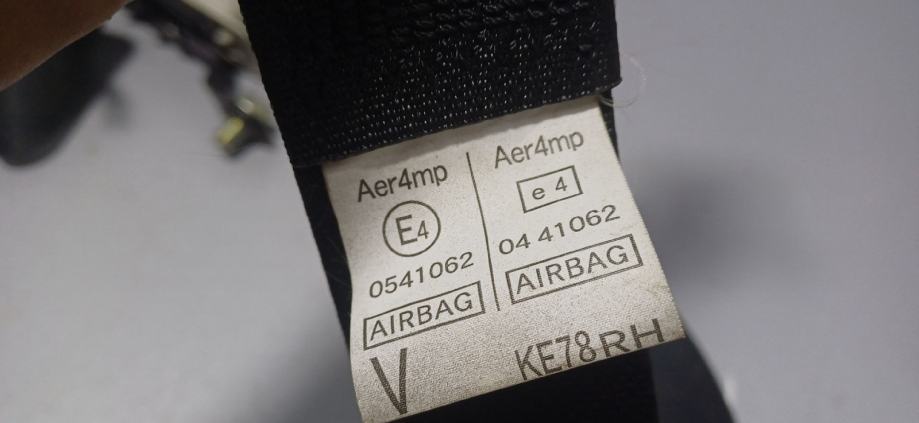 Aer4mp
E4
0541062
AIRBAG
Aer4mp
e 4
04 41062
AIRBAG
V KE78RH